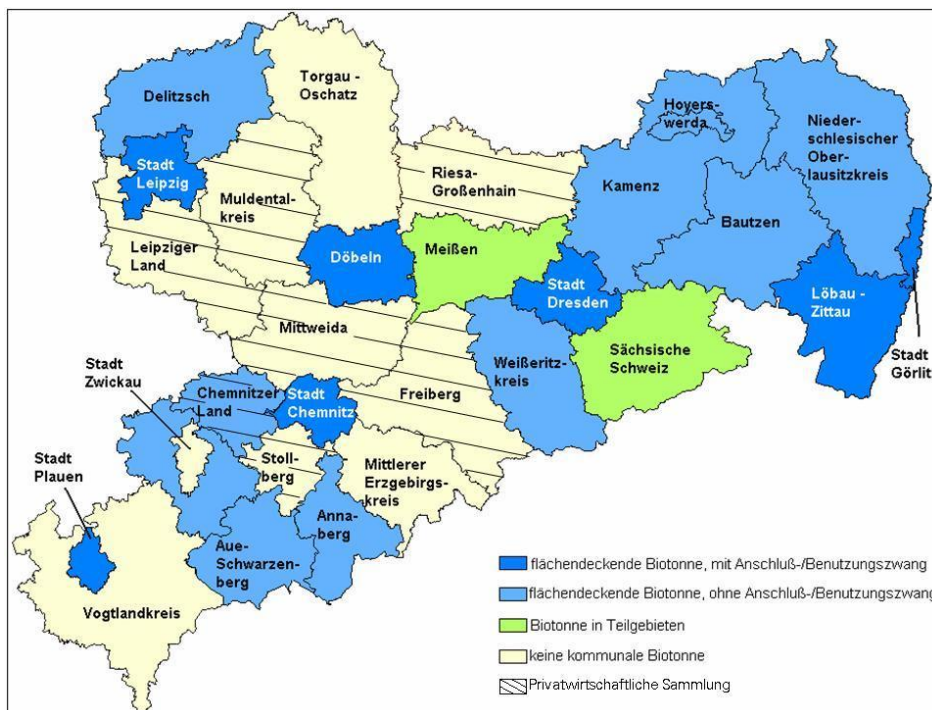 Torgau -
Oschatz
Delitzsch
Hoyers-
werda
Nieder-
schlesischer
Ober-
lausitzkreis
Stadt
Leipzig
Riesa-
Großenhain
Muldental-
kreis
Kamenz
Bautzen
Leipziger
Land
Döbeln
Meißen
Stadt
Dresden
Löbau -
Zittau
Mittweida
Stadt
Görlit
Stadt
Zwickau
Weißeritz-
kreis
Sächsische
Schweiz
Chemnitzer
Land
Stadt
Chemnitz
Freiberg
Stadt
Plauen
Stoll-
berg
Mittlerer
Erzgebirgs-
kreis
Anna-
berg
Aue-
Schwarzen-
berg
Vogtlandkreis
flächendeckende Biotonne, mit Anschluß-/Benutzungszwang
flächendeckende Biotonne, ohne Anschluß-/Benutzungszwang
Biotonne in Teilgebieten
keine kommunale Biotonne
Privatwirtschaftliche Sammlung